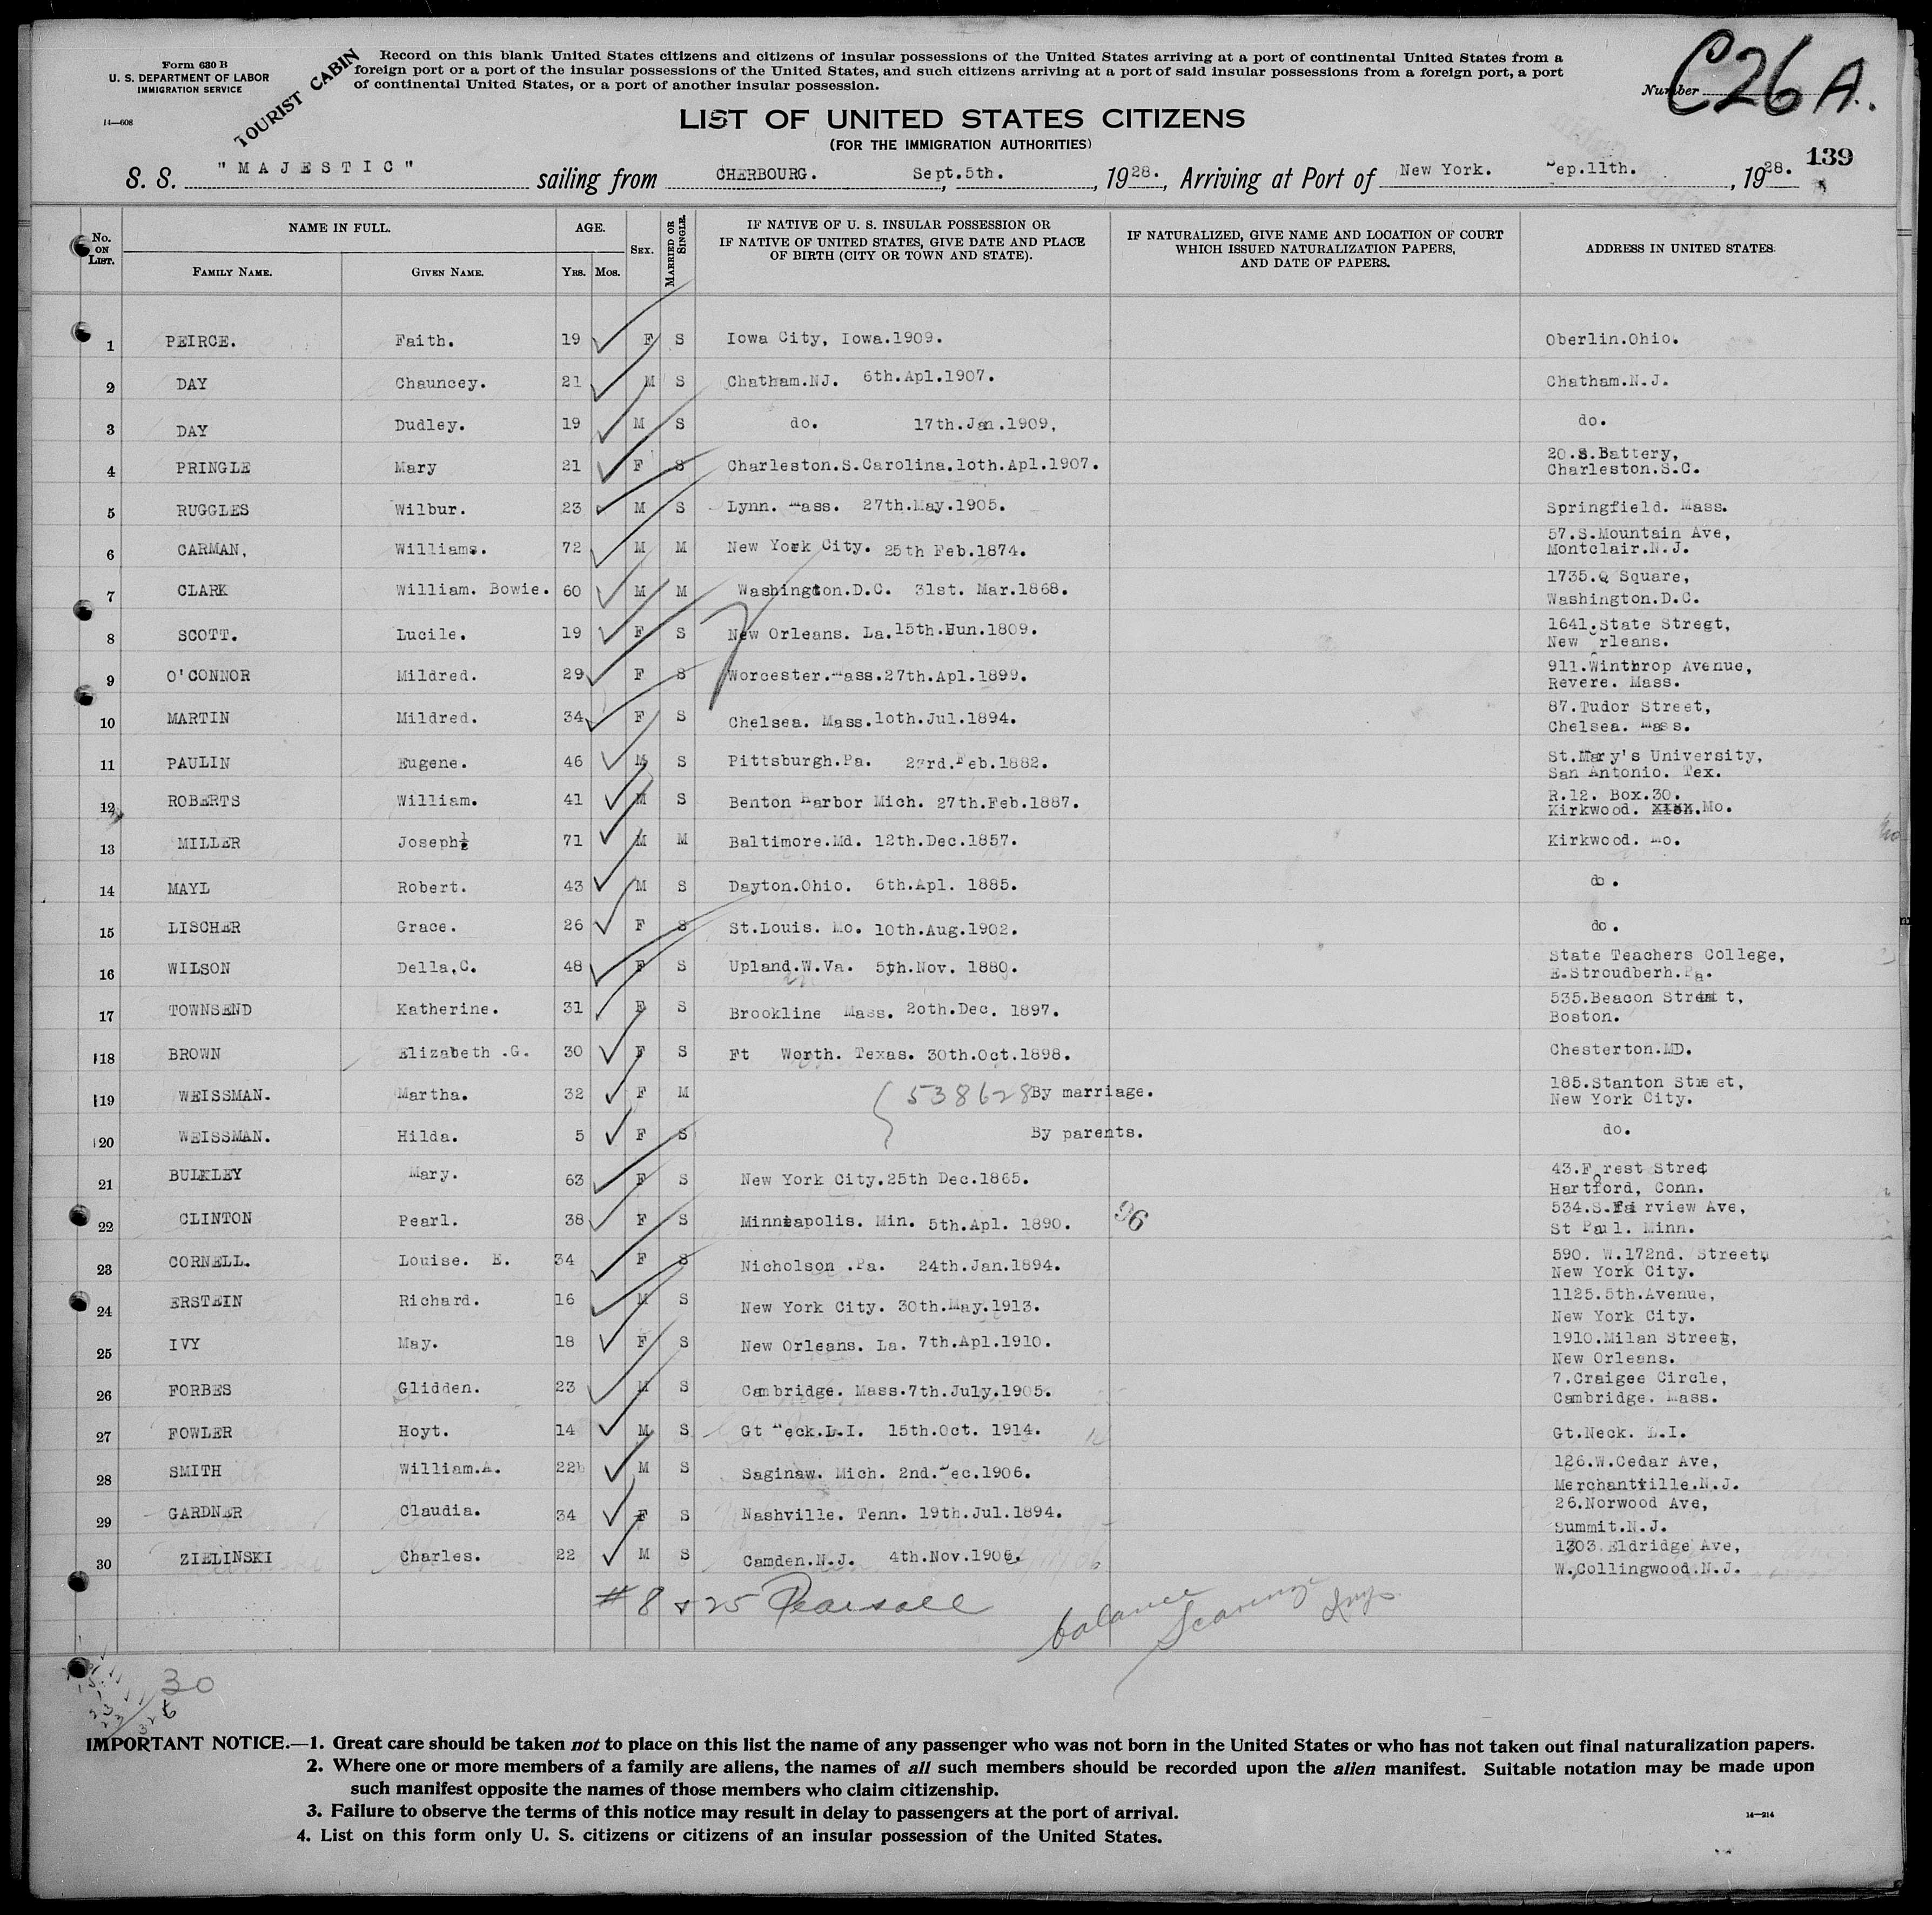 Form 630 B
U. S. DEPARTMENT OF LABOR
IMMIGRATION SERVICE
14—608
TOURIST CABIN
Record on this blank United States citizens and citizens of insular possessions of the United States arriving at a port of continental United States from a
foreign port or a port of the insular possessions of the United States, and such citizens arriving at a port of said insular possessions from a foreign port, a port
of continental United States, or a port of another insular possession.
Number C26A.
LIST OF UNITED STATES CITIZENS
(FOR THE IMMIGRATION AUTHORITIES)
139
S. S. "MAJESTIC" sailing from CHERBOURG. Sept.5th., 1928., Arriving at Port of New York. ep.11th., 1928.
No. ON LIST. NAME IN FULL. AGE. SEX. MARRIED OR SINGLE. IF NATIVE OF U. S. INSULAR POSSESSION OR IF NATIVE OF UNITED STATES, GIVE DATE AND PLACE OF BIRTH (CITY OR TOWN AND STATE). IF NATURALIZED, GIVE NAME AND LOCATION OF COURT WHICH ISSUED NATURALIZATION PAPERS, AND DATE OF PAPERS. ADDRESS IN UNITED STATES.
FAMILY NAME. GIVEN NAME. YRS. MOS.
1 PEIRCE. Faith. 19 F S Iowa City, Iowa.1909. Oberlin.Ohio.
2 DAY Chauncey. 21 M S Chatham.NJ. 6th.Apl.1907. Chatham.N.J.
3 DAY Dudley. 19 M S do. 17th.Jan.1909, do.
4 PRINGLE Mary 21 F S Charleston.S.Carolina.10th.Apl.1907. 20.S.Battery,
Charleston.S.C.
5 RUGGLES Wilbur. 23 M S Lynn. Mass. 27th.May.1905. Springfield. Mass.
6 CARMAN, Williams. 72 M M New York City. 25th Feb.1874. 57.S.Mountain Ave,
Montclair.N.J.
7 CLARK William. Bowie. 60 M M Washington.D.C. 31st. Mar.1868. 1735.Q Square,
Washington.D.C.
8 SCOTT. Lucile. 19 F S New Orleans. La.15th.Jun.1809. 1641.State Street,
New Orleans.
9 O'CONNOR Mildred. 29 F S Worcester.Mass.27th.Apl.1899. 911.Winthrop Avenue,
Revere. Mass.
10 MARTIN Mildred. 34 F S Chelsea. Mass.10th.Jul.1894. 87.Tudor Street,
Chelsea. Mass.
11 PAULIN Eugene. 46 M S Pittsburgh.Pa. 23rd.Feb.1882. St.Mary's University,
San Antonio. Tex.
12 ROBERTS William. 41 M S Benton Harbor Mich. 27th.Feb.1887. R.12. Box.30.
Kirkwood. Mo.
13 MILLER Joseph 71 M M Baltimore.Md. 12th.Dec.1857. Kirkwood. Mo.
14 MAYL Robert. 43 M S Dayton.Ohio. 6th.Apl. 1885. do.
15 LISCHER Grace. 26 F S St.Louis. Mo. 10th.Aug.1902. do.
16 WILSON Della,C. 48 F S Upland.W.Va. 5th.Nov. 1880. State Teachers College,
E.Stroudberh.Pa.
17 TOWNSEND Katherine. 31 F S Brookline Mass. 20th.Dec. 1897. 535.Beacon Street,
Boston.
18 BROWN Elizabeth .G. 30 F S Ft Worth. Texas. 30th.Oct.1898. Chesterton.MD.
19 WEISSMAN. Martha. 32 F M 538628 By marriage. 185.Stanton Street,
New York City.
20 WEISSMAN. Hilda. 5 F S By parents. do.
21 BULKLEY Mary. 63 F S New York City.25th Dec.1865. 43.Forest Street
Hartford, Conn.
22 CLINTON Pearl. 38 F S Minneapolis. Min. 5th.Apl. 1890. 96 534.S.Fairview Ave,
St Paul. Minn.
23 CORNELL. Louise. E. 34 F S Nicholson .Pa. 24th.Jan.1894. 590. W.172nd. Street,
New York City.
24 ERSTEIN Richard. 16 M S New York City. 30th.May.1913. 1125.5th.Avenue,
New York City.
25 IVY May. 18 F S New Orleans. La. 7th.Apl.1910. 1910.Milan Street,
New Orleans.
26 FORBES Glidden. 23 M S Cambridge. Mass.7th.July.1905. 7.Craigee Circle,
Cambridge. Mass.
27 FOWLER Hoyt. 14 M S Gt Neck.L.I. 15th.Oct. 1914. Gt.Neck. L.I.
28 SMITH William.A. 22 M S Saginaw. Mich. 2nd.Dec.1906. 126.W.Cedar Ave,
Merchantville.N.J.
29 GARDNER Claudia. 34 F S Nashville. Tenn. 19th.Jul.1894. 26.Norwood Ave,
Summit.N.J.
30 ZIELINSKI Charles. 22 M S Camden.N.J. 4th.Nov.1906. 1303.Eldridge Ave,
W.Collingwood.N.J.
# 8 & 25 Pearsall balance
30
IMPORTANT NOTICE.—1. Great care should be taken not to place on this list the name of any passenger who was not born in the United States or who has not taken out final naturalization papers.
2. Where one or more members of a family are aliens, the names of all such members should be recorded upon the alien manifest. Suitable notation may be made upon
such manifest opposite the names of those members who claim citizenship.
3. Failure to observe the terms of this notice may result in delay to passengers at the port of arrival.
14—214
4. List on this form only U. S. citizens or citizens of an insular possession of the United States.